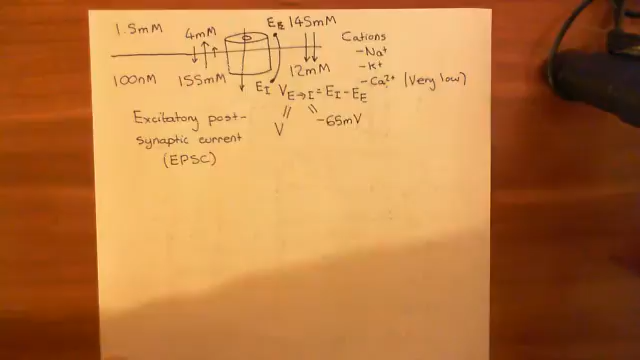 1.5mM
4mM
E_E
145mM
Cations
- Na⁺
- K⁺
- Ca²⁺ (Very low)
100nM
155mM
12mM
E_I
V_E→I = E_I - E_E
V
-65mV
Excitatory post-
synaptic current
(EPSC)